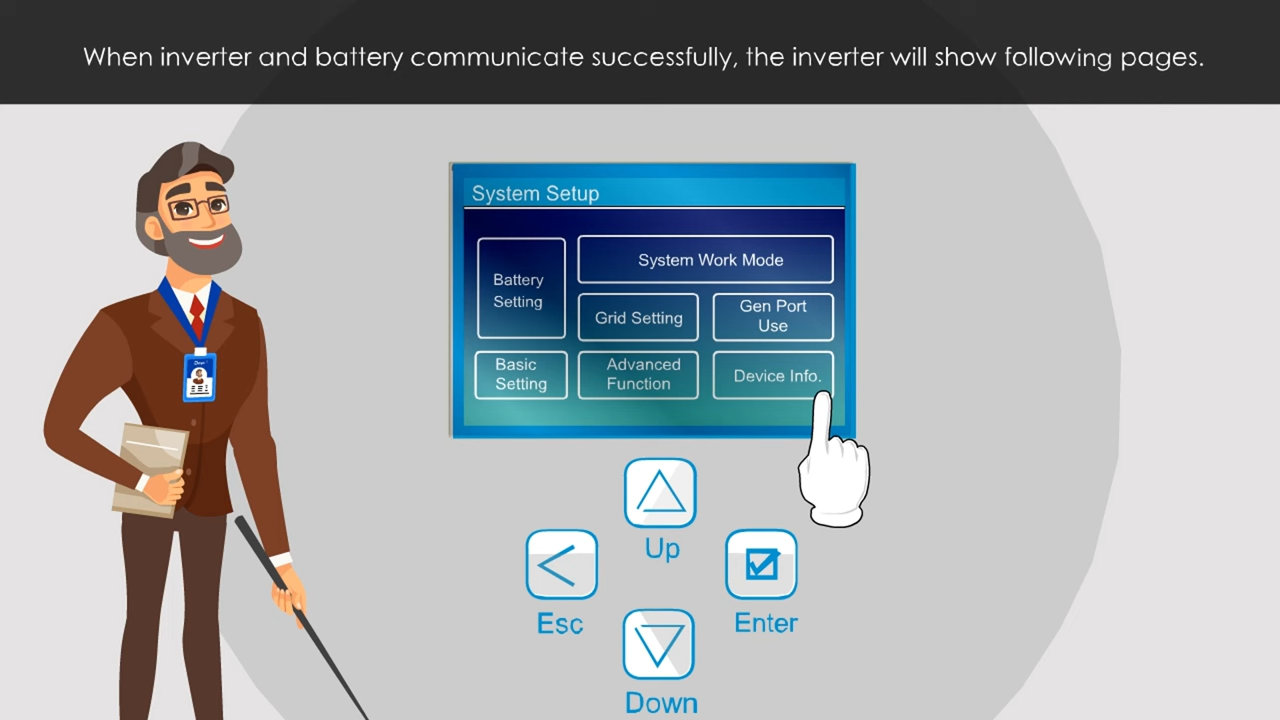 When inverter and battery communicate successfully, the inverter will show following pages.
System Setup
Battery
Setting
System Work Mode
Grid Setting
Gen Port
Use
Basic
Setting
Advanced
Function
Device Info.
Up
Esc
Enter
Down